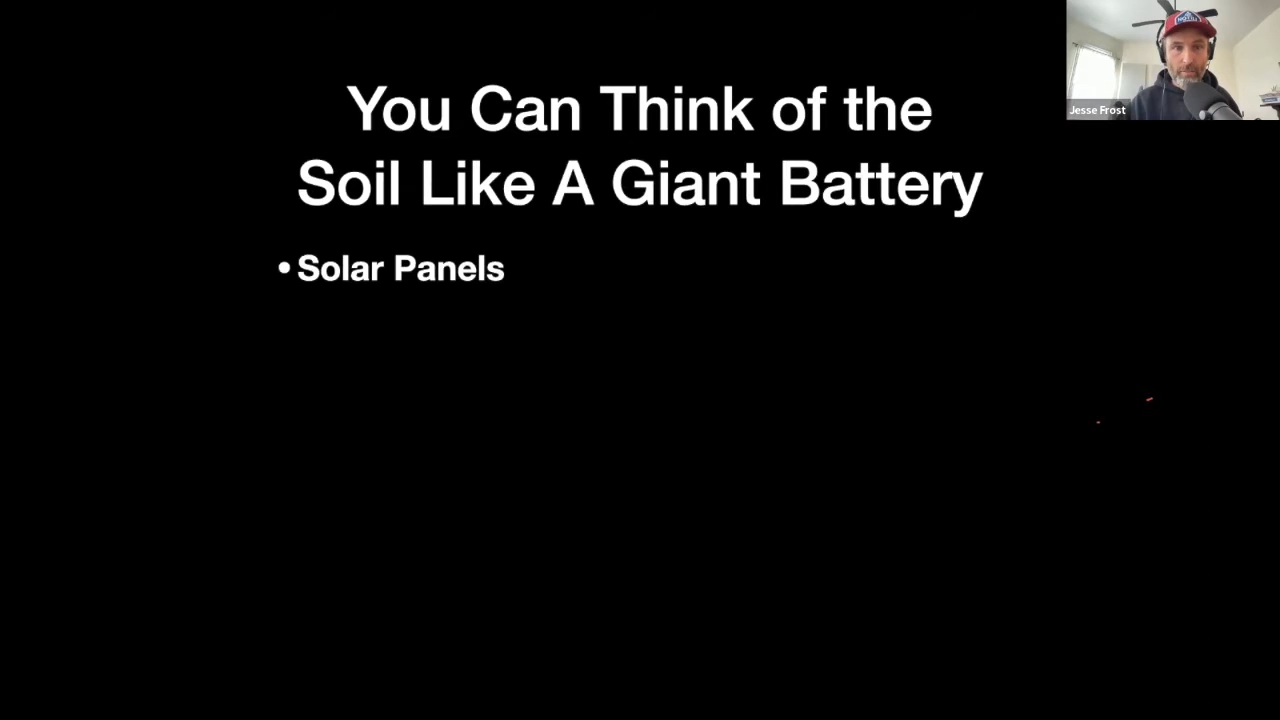 You Can Think of the
Soil Like A Giant Battery
• Solar Panels
Jesse Frost